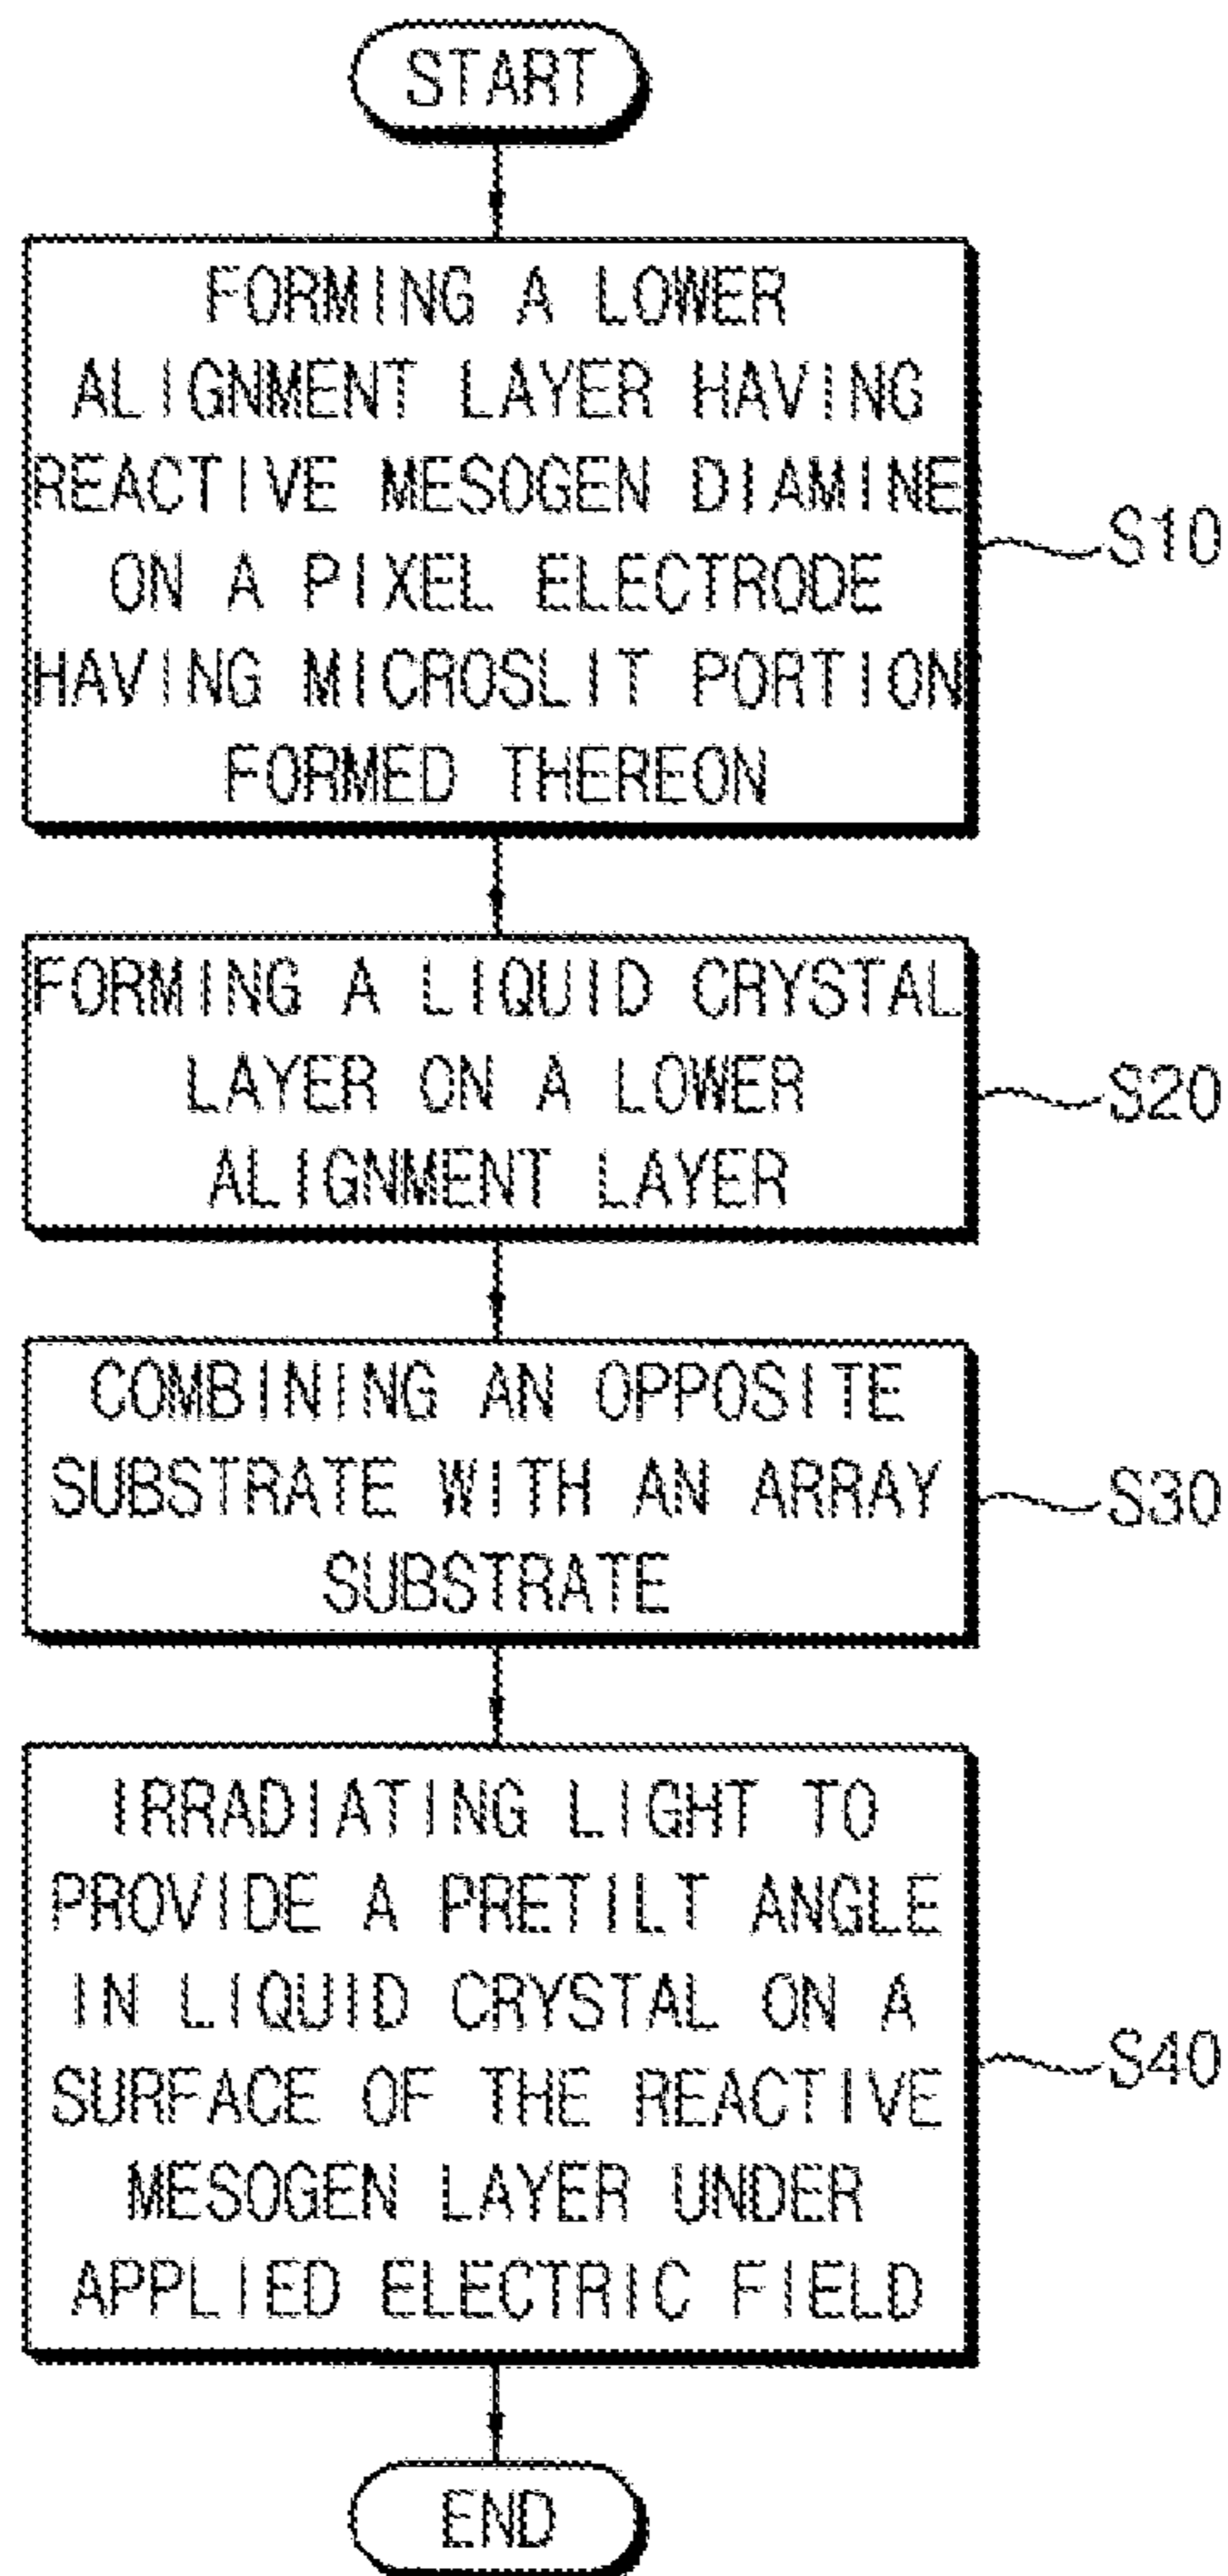 START
FORMING A LOWER
ALIGNMENT LAYER HAVING
REACTIVE MESOGEN DIAMINE
ON A PIXEL ELECTRODE
HAVING MICROSLIT PORTION
FORMED THEREON
S10
FORMING A LIQUID CRYSTAL
LAYER ON A LOWER
ALIGNMENT LAYER
S20
COMBINING AN OPPOSITE
SUBSTRATE WITH AN ARRAY
SUBSTRATE
S30
IRRADIATING LIGHT TO
PROVIDE A PRETILT ANGLE
IN LIQUID CRYSTAL ON A
SURFACE OF THE REACTIVE
MESOGEN LAYER UNDER
APPLIED ELECTRIC FIELD
S40
END